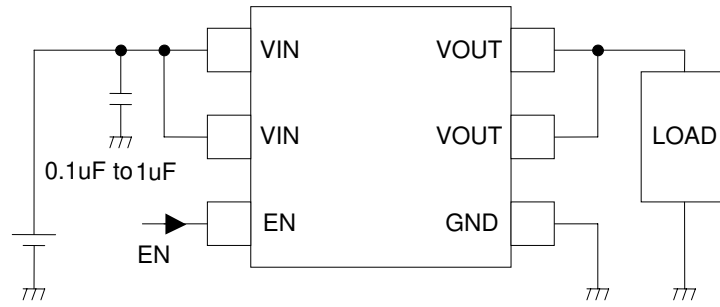 VIN
VOUT
VIN
VOUT
LOAD
0.1uF to 1uF
EN
GND
EN